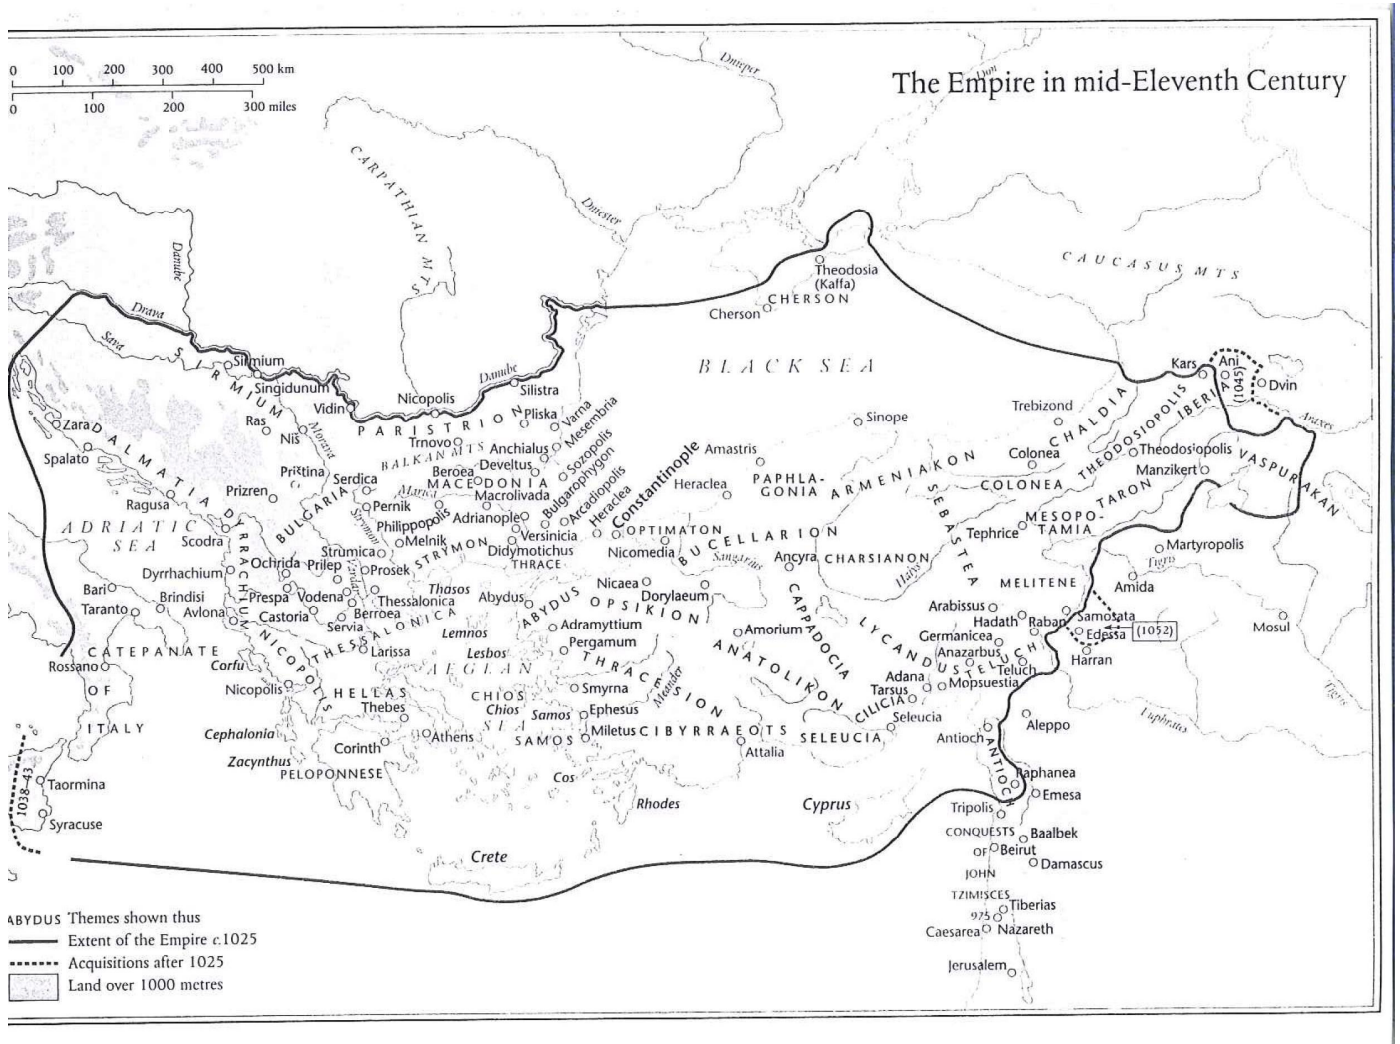 The Empire in mid-Eleventh Century
0 100 200 300 400 500 km
0 100 200 300 miles
Dnieper
Don
Dniester
CARPATHIAN MTS
Danube
CAUCASUS MTS
Theodosia
(Kaffa)
CHERSON
Cherson
Drava
Sava
SIRMIUM
Sirmium
Singidunum
Vidin
Nicopolis
Danube
Silistra
BLACK SEA
Kars
Ani
(1045)
Dvin
Araxes
IBERIA
Zara
DALMATIA
Spalato
Ras
Niš
Morava
PARISTRION
Pliska
Varna
Mesembria
Trnovo
BALKAN MTS
Anchialus
Develtus
Sozopolis
Bulgarophygon
Arcadiopolis
Heraclea
Constantinople
Sinope
Trebizond
CHALDIA
THEODOSIOPOLIS
Theodosiopolis
Manzikert
VASPURAKAN
Priština
Prizren
Serdica
Beroea
MACEDONIA
Marica
Macrolivada
Amastris
PAPHLA-
GONIA
ARMENIAKON
Colonea
COLONEA
TARON
Ragusa
ADRIATIC
SEA
Scodra
DYRRACHIUM
BULGARIA
Pernik
Philippopolis
Strymon
Melnik
Adrianople
Versinicia
Didymotichus
THRACE
Heraclea
OPTIMATON
Nicomedia
BUCELLARION
Sangarius
SEBASTEA
Tephrice
MESOPO-
TAMIA
Martyropolis
Tigris
Strumica
STRYMON
Ochrida
Prilep
Prosek
Vardar
Dyrrhachium
Ancyra
CHARSIANON
Halys
MELITENE
Amida
Bari
Brindisi
Taranto
Avlona
Prespa
Vodena
Castoria
Thessalonica
Berroea
Servia
Thasos
Abydus
ABYDUS
Nicaea
Dorylaeum
OPSIKION
CAPPADOCIA
Arabissus
Hadath
Raban
Samosata
Edessa
(1052)
Mosul
CATEPANATE
OF
ITALY
Rossano
NICOPOLIS
THESSALONICA
Larissa
Lemnos
Lesbos
Adramyttium
Pergamum
Amorium
ANATOLIKON
LYCANDUS
Germanicea
Anazarbus
TELUCH
Teluch
Harran
Corfu
Nicopolis
HELLAS
Thebes
AEGEAN
SEA
CHIOS
Chios
THRACESION
Meander
Smyrna
Adana
Tarsus
Mopsuestia
CILICIA
Cephalonia
Zacynthus
Corinth
Athens
PELOPONNESE
Samos
SAMOS
Ephesus
Miletus
CIBYRRAEOTS
Attalia
SELEUCIA
Seleucia
Antioch
ANTIOCH
Aleppo
Euphrates
Tigris
1038-43
Taormina
Syracuse
Cos
Rhodes
Cyprus
Raphanea
Emesa
Tripolis
Crete
CONQUESTS
OF
JOHN
TZIMISCES
975
Baalbek
Beirut
Damascus
Tiberias
Caesarea
Nazareth
Jerusalem
ABYDUS Themes shown thus
Extent of the Empire c.1025
Acquisitions after 1025
Land over 1000 metres